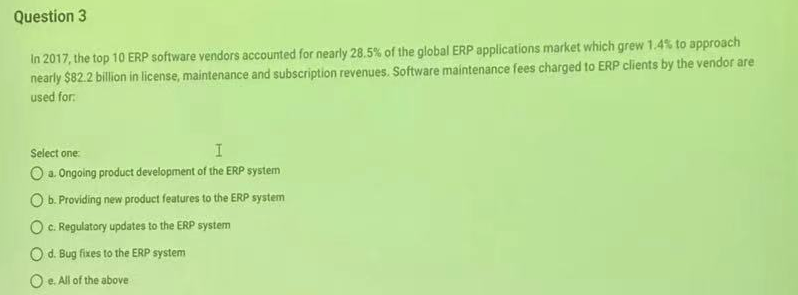 Question 3
In 2017, the top 10 ERP software vendors accounted for nearly 28.5% of the global ERP applications market which grew 1.4% to approach
nearly $82.2 billion in license, maintenance and subscription revenues. Software maintenance fees charged to ERP clients by the vendor are
used for:
Select one:
a. Ongoing product development of the ERP system
b. Providing new product features to the ERP system
c. Regulatory updates to the ERP system
d. Bug fixes to the ERP system
e. All of the above